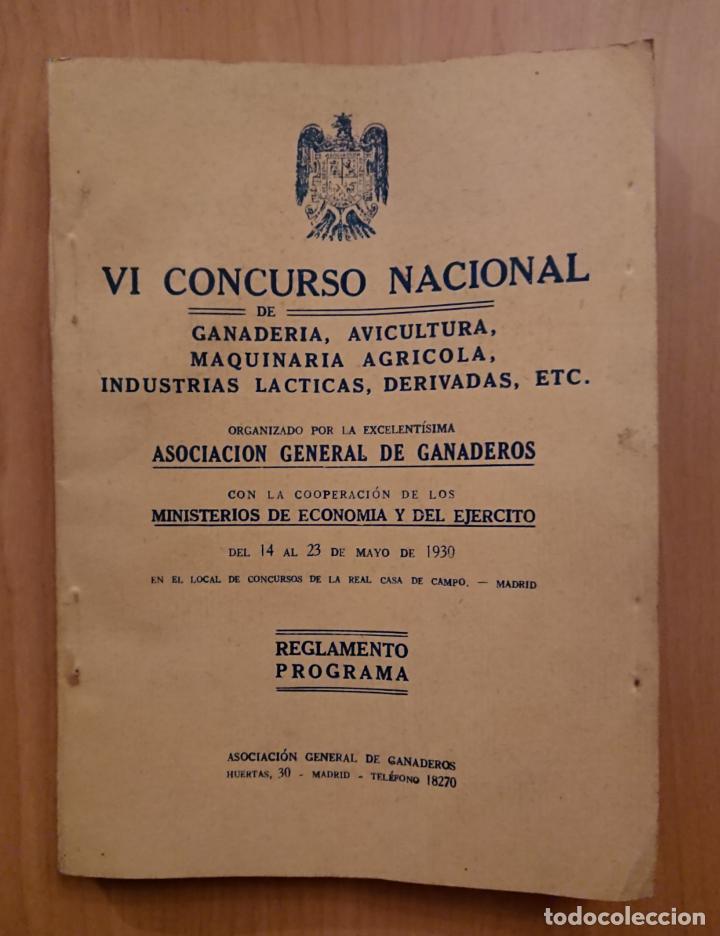 VI CONCURSO NACIONAL
DE
GANADERIA, AVICULTURA,
MAQUINARIA AGRICOLA,
INDUSTRIAS LACTICAS, DERIVADAS, ETC.
ORGANIZADO POR LA EXCELENTÍSIMA
ASOCIACION GENERAL DE GANADEROS
CON LA COOPERACIÓN DE LOS
MINISTERIOS DE ECONOMIA Y DEL EJERCITO
DEL 14 AL 23 DE MAYO DE 1930
EN EL LOCAL DE CONCURSOS DE LA REAL CASA DE CAMPO. — MADRID
REGLAMENTO
PROGRAMA
ASOCIACIÓN GENERAL DE GANADEROS
HUERTAS, 30 - MADRID - TELÉFONO 18270
todocoleccion